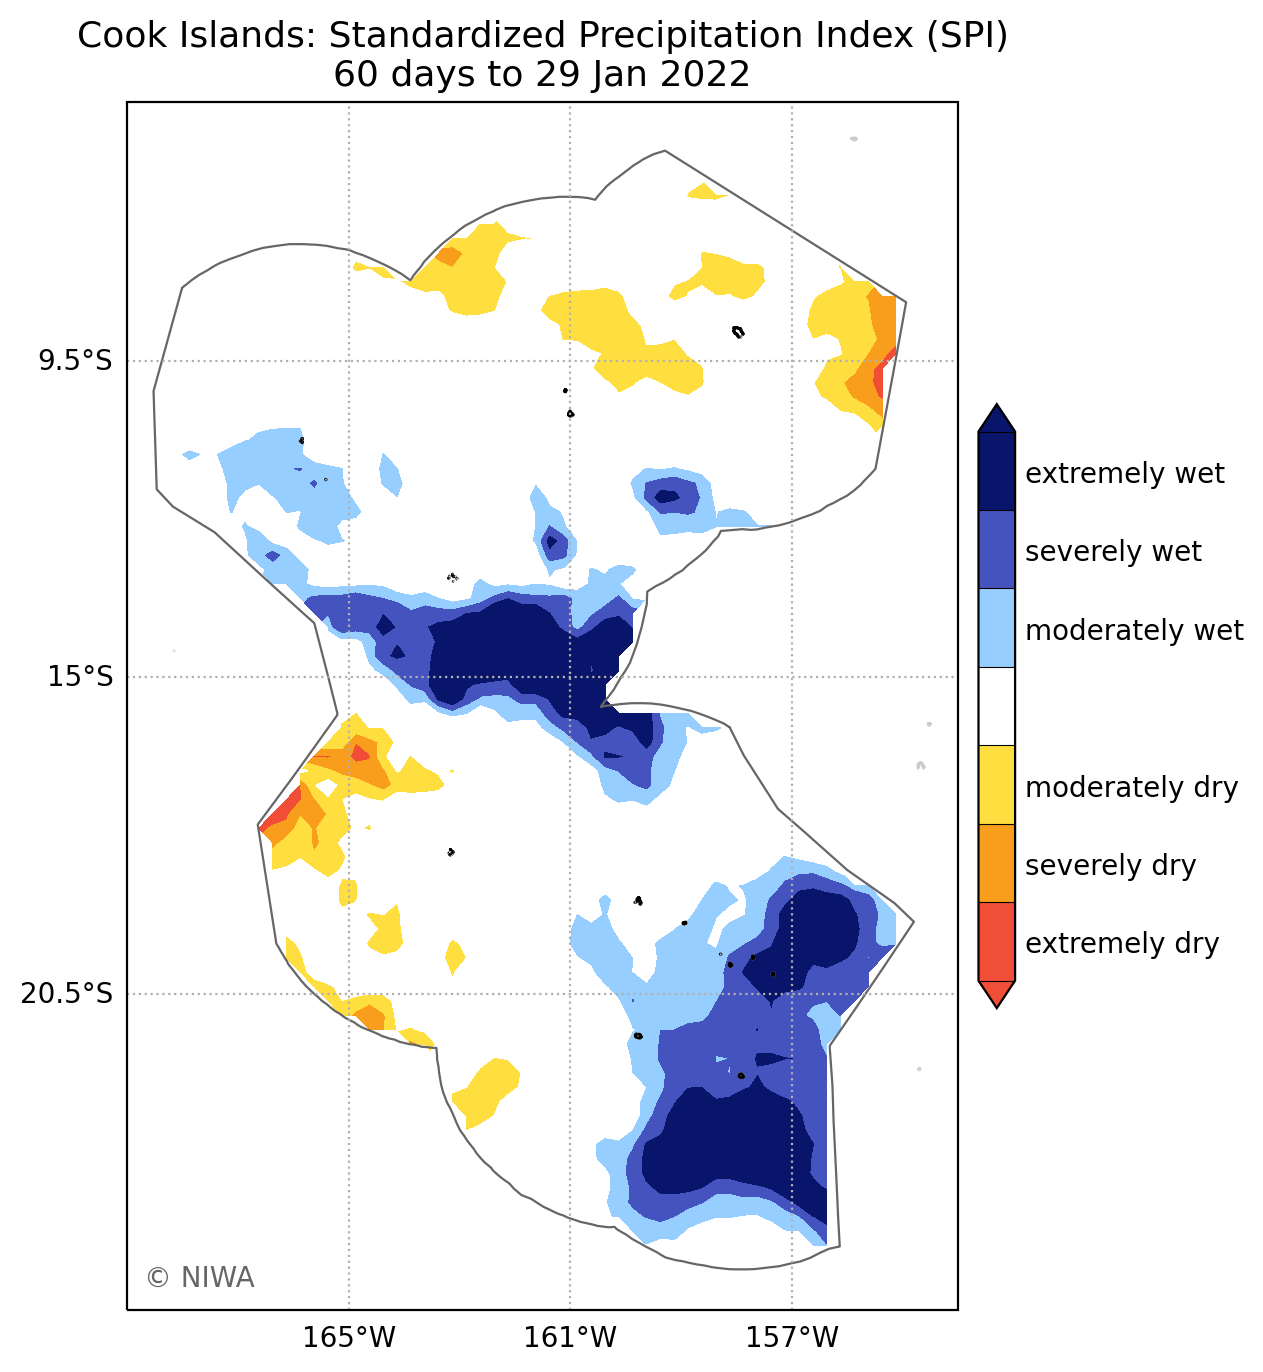 Cook Islands: Standardized Precipitation Index (SPI)
60 days to 29 Jan 2022
9.5°S
15°S
20.5°S
165°W
161°W
157°W
extremely wet
severely wet
moderately wet
moderately dry
severely dry
extremely dry
© NIWA